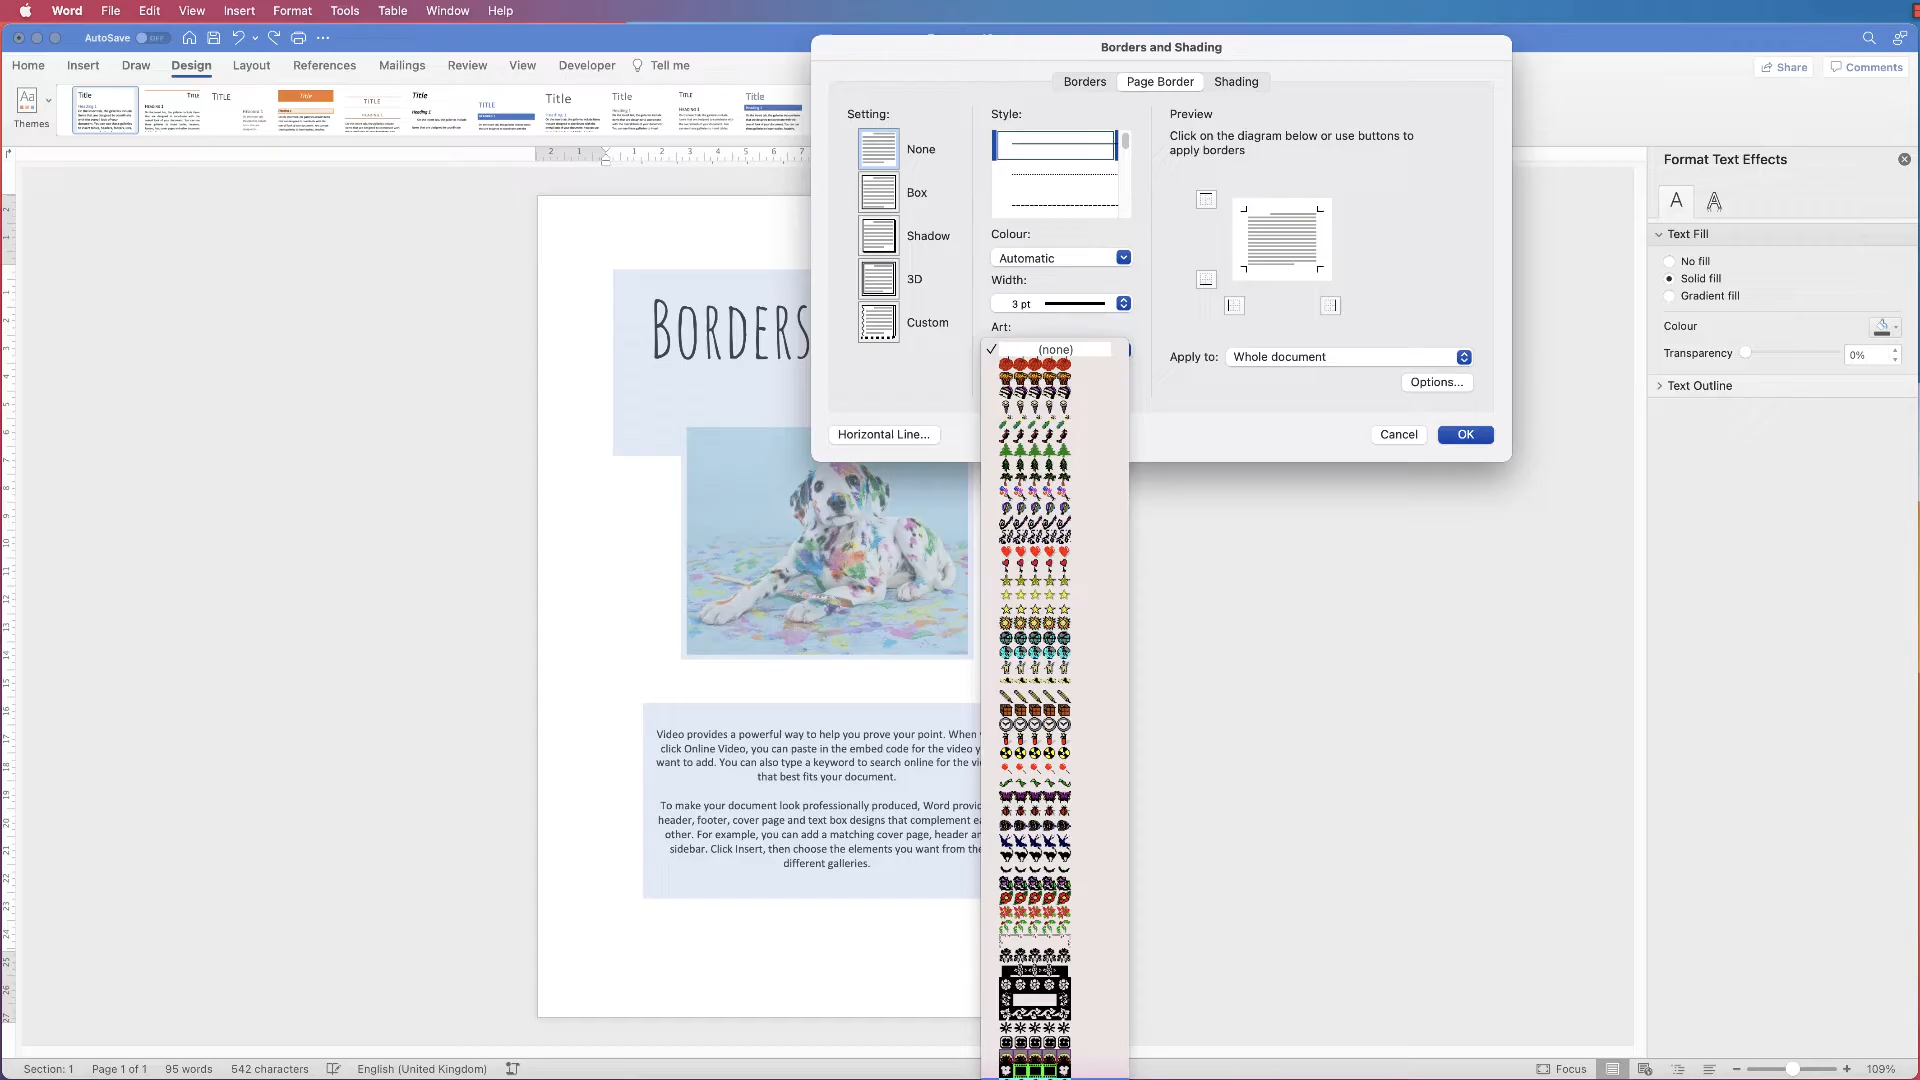 Word File Edit View Insert Format Tools Table Window Help
AutoSave OFF
Home Insert Draw Design Layout References Mailings Review View Developer Tell me
Share Comments
Aa
Themes
Borders and Shading
Borders Page Border Shading
Setting:
None
Box
Shadow
3D
Custom
Style:
Colour:
Automatic
Width:
3 pt
Art:
(none)
Preview
Click on the diagram below or use buttons to
apply borders
Apply to: Whole document
Options...
Horizontal Line...
Cancel OK
Format Text Effects
Text Fill
No fill
Solid fill
Gradient fill
Colour
Transparency 0%
Text Outline
BORDERS
Video provides a powerful way to help you prove your point. When
click Online Video, you can paste in the embed code for the video
want to add. You can also type a keyword to search online for the
that best fits your document.
To make your document look professionally produced, Word
header, footer, cover page and text box designs that complement
other. For example, you can add a matching cover page, header
sidebar. Click Insert, then choose the elements you want from the
different galleries.
Section: 1 Page 1 of 1 95 words 542 characters English (United Kingdom) Focus 109%